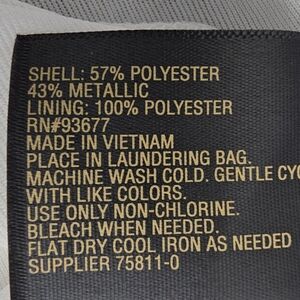 SHELL: 57% POLYESTER
43% METALLIC
LINING: 100% POLYESTER
RN#93677
MADE IN VIETNAM
PLACE IN LAUNDERING BAG.
MACHINE WASH COLD. GENTLE CYC
WITH LIKE COLORS.
USE ONLY NON-CHLORINE.
BLEACH WHEN NEEDED.
FLAT DRY COOL IRON AS NEEDED
SUPPLIER 75811-0